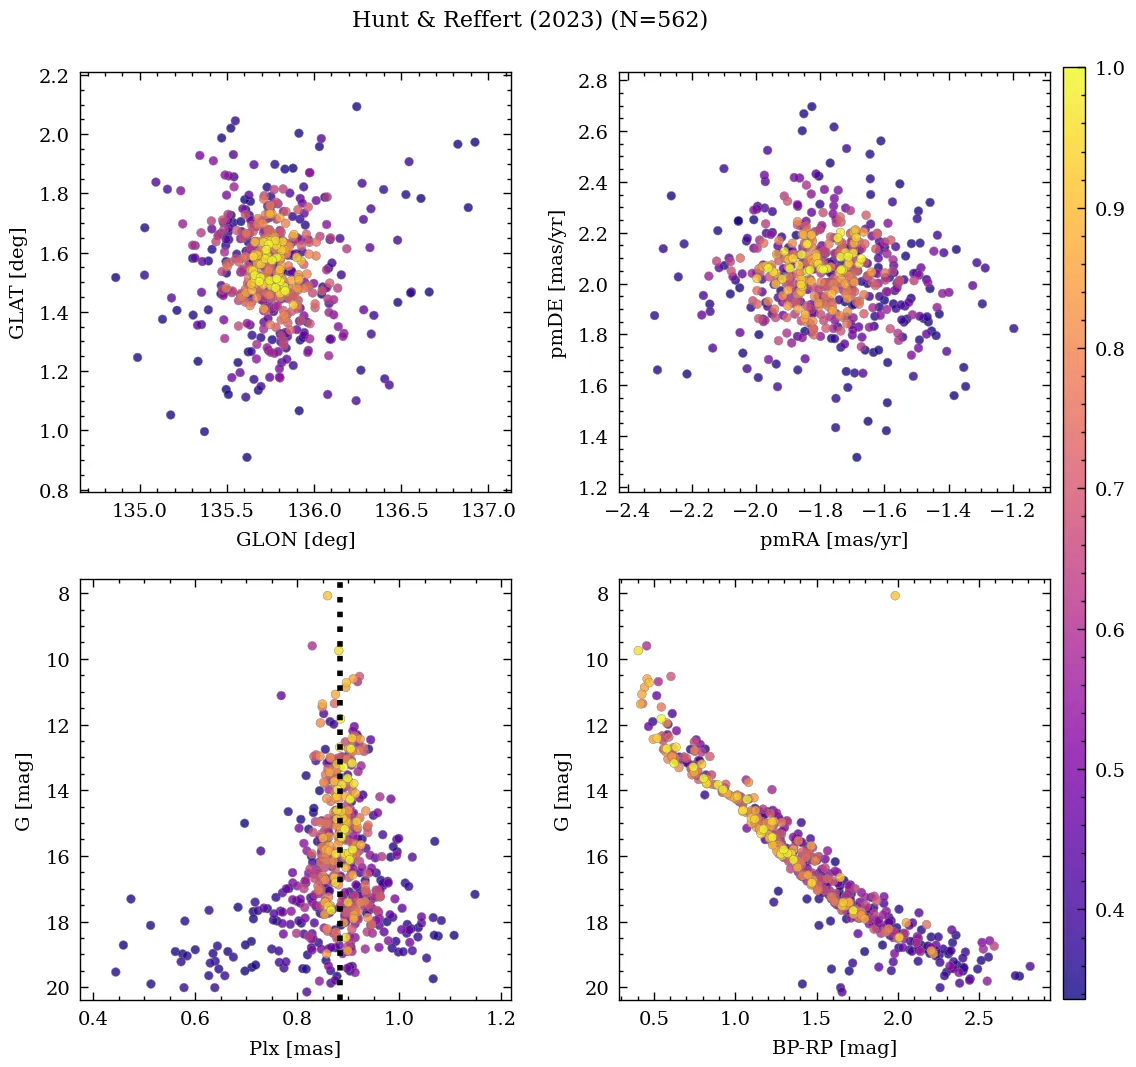 Hunt & Reffert (2023) (N=562)
2.2
2.0
1.8
1.6
1.4
1.2
1.0
0.8
GLAT [deg]
135.0 135.5 136.0 136.5 137.0
GLON [deg]
2.8
2.6
2.4
2.2
2.0
1.8
1.6
1.4
1.2
pmDE [mas/yr]
−2.4 −2.2 −2.0 −1.8 −1.6 −1.4 −1.2
pmRA [mas/yr]
8
10
12
14
16
18
20
G [mag]
0.4 0.6 0.8 1.0 1.2
Plx [mas]
8
10
12
14
16
18
20
G [mag]
0.5 1.0 1.5 2.0 2.5
BP-RP [mag]
1.0
0.9
0.8
0.7
0.6
0.5
0.4